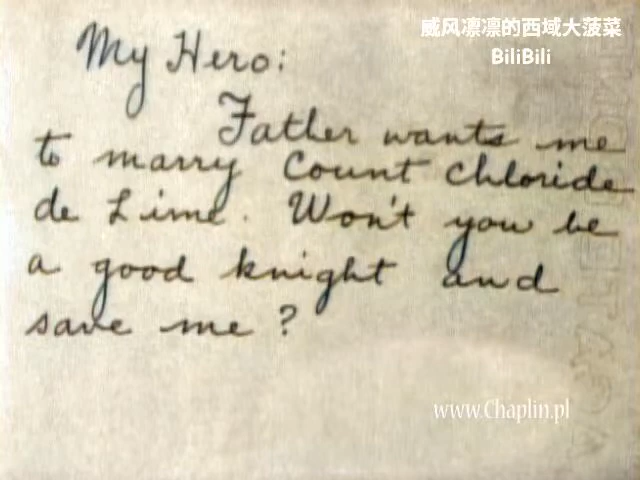 威风凛凛的西域大菠菜
BiliBili
My Hero:
Father wants me
to marry Count Chloride
de Lime. Won't you be
a good knight and
save me?
www.Chaplin.pl